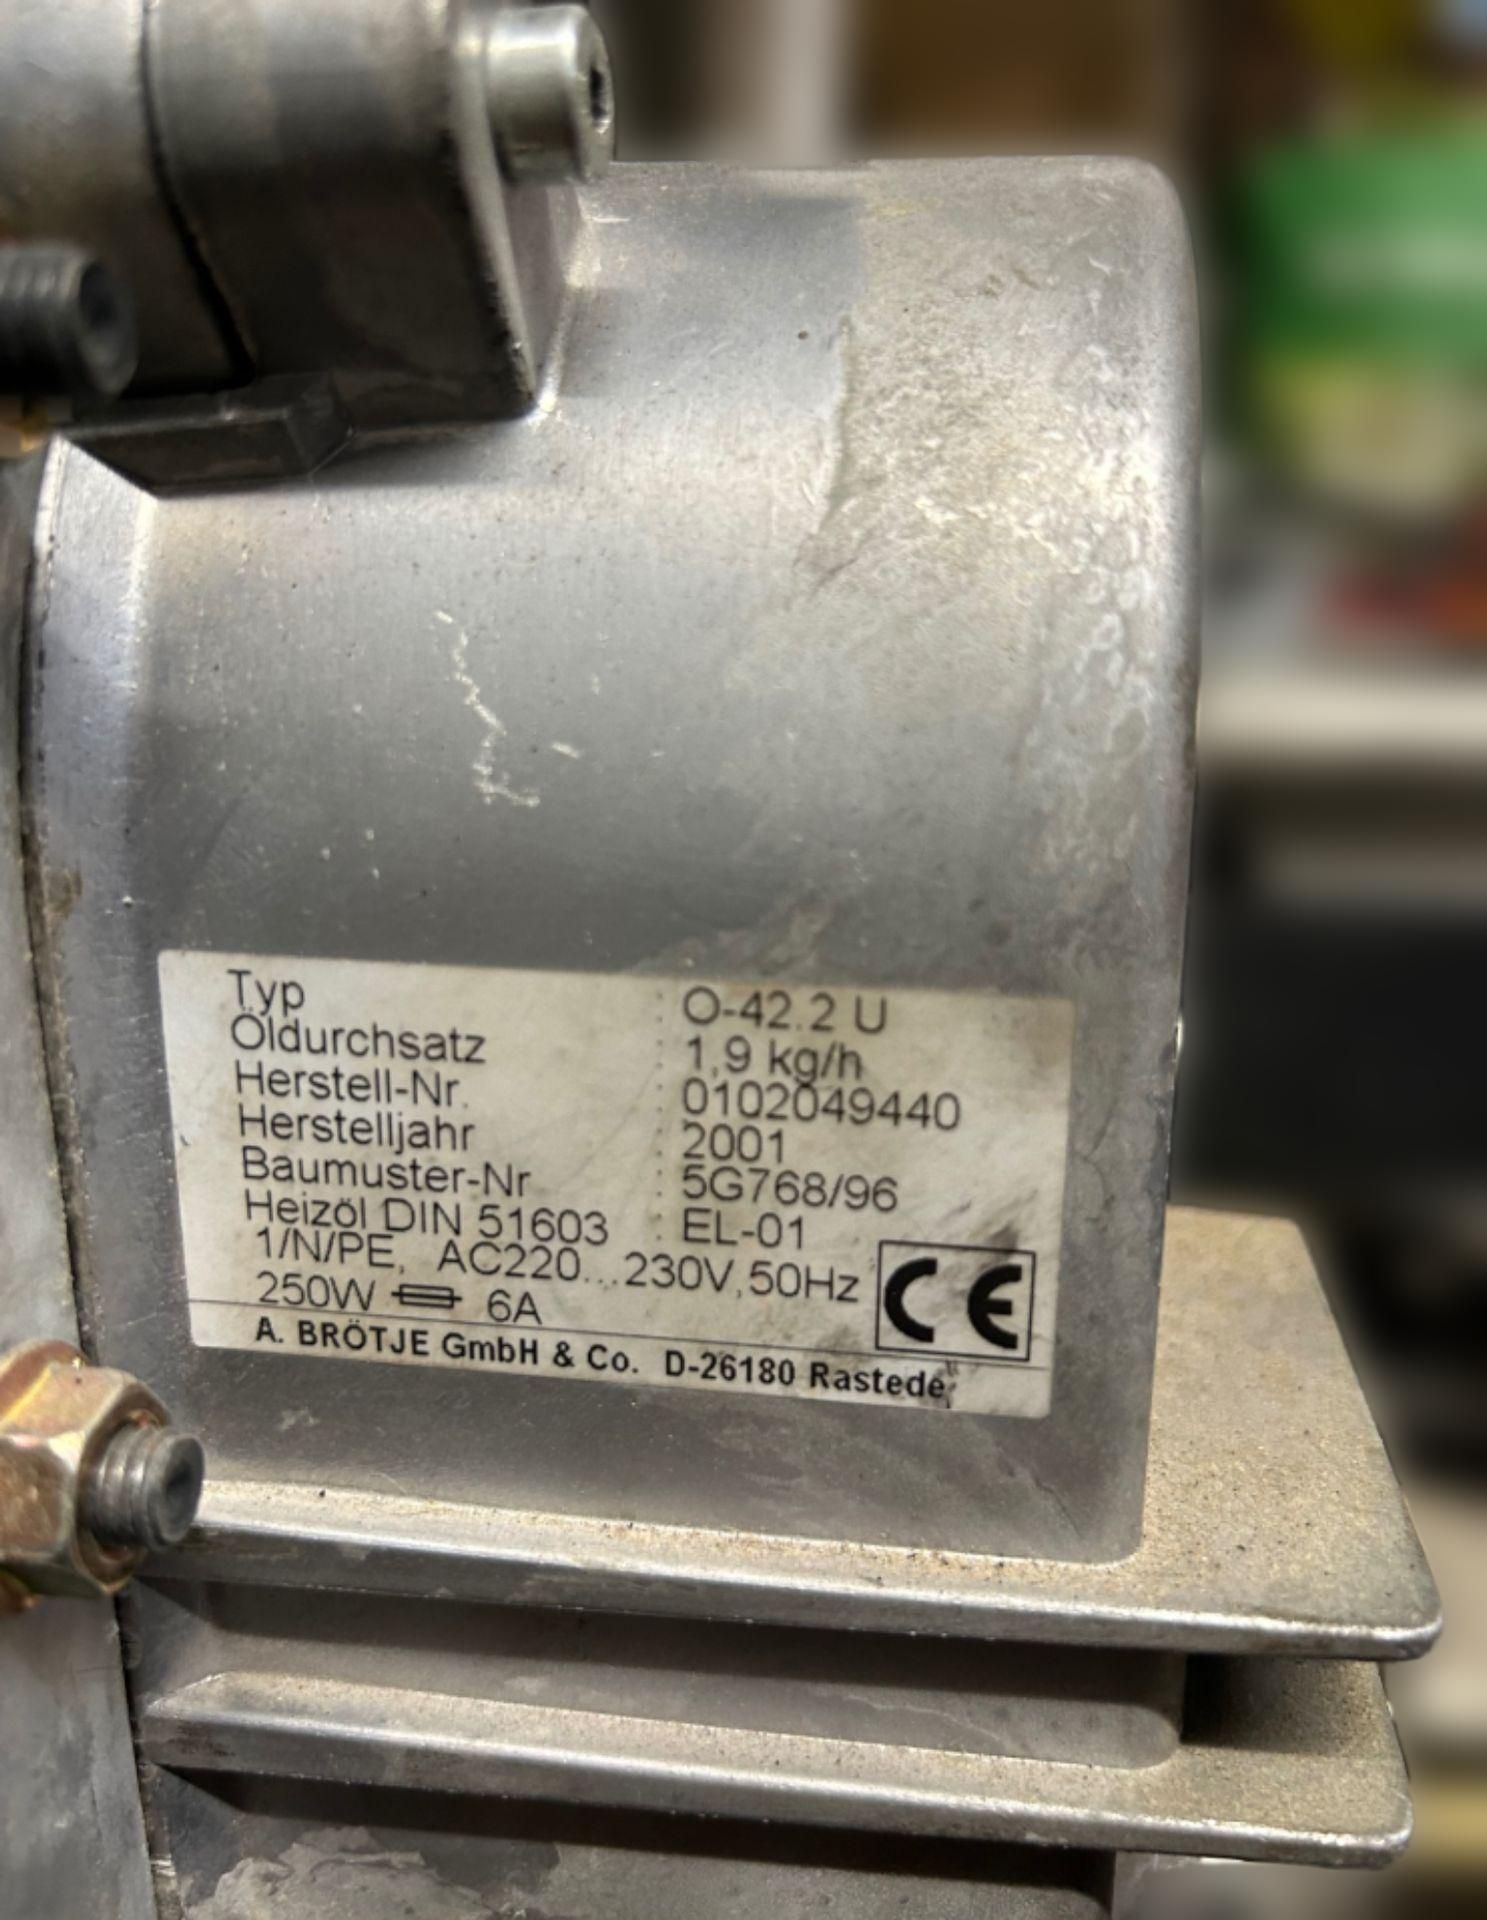 Typ : O-42.2 U
Öldurchsatz : 1,9 kg/h
Herstell-Nr. : 0102049440
Herstelljahr : 2001
Baumuster-Nr : 5G768/96
Heizöl DIN 51603 : EL-01
1/N/PE, AC220...230V,50Hz
250W 6A
CE
A. BRÖTJE GmbH & Co. D-26180 Rastede